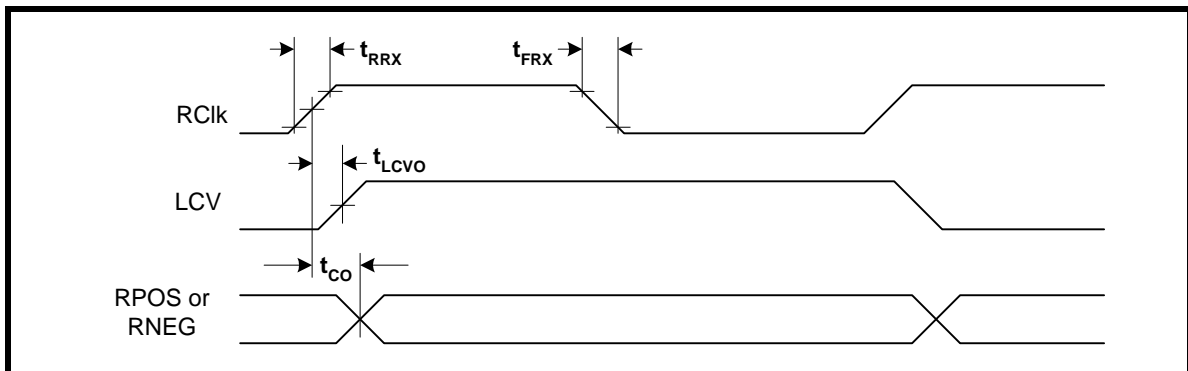 tRRX
tFRX
RClk
tLCVO
LCV
tCO
RPOS or
RNEG